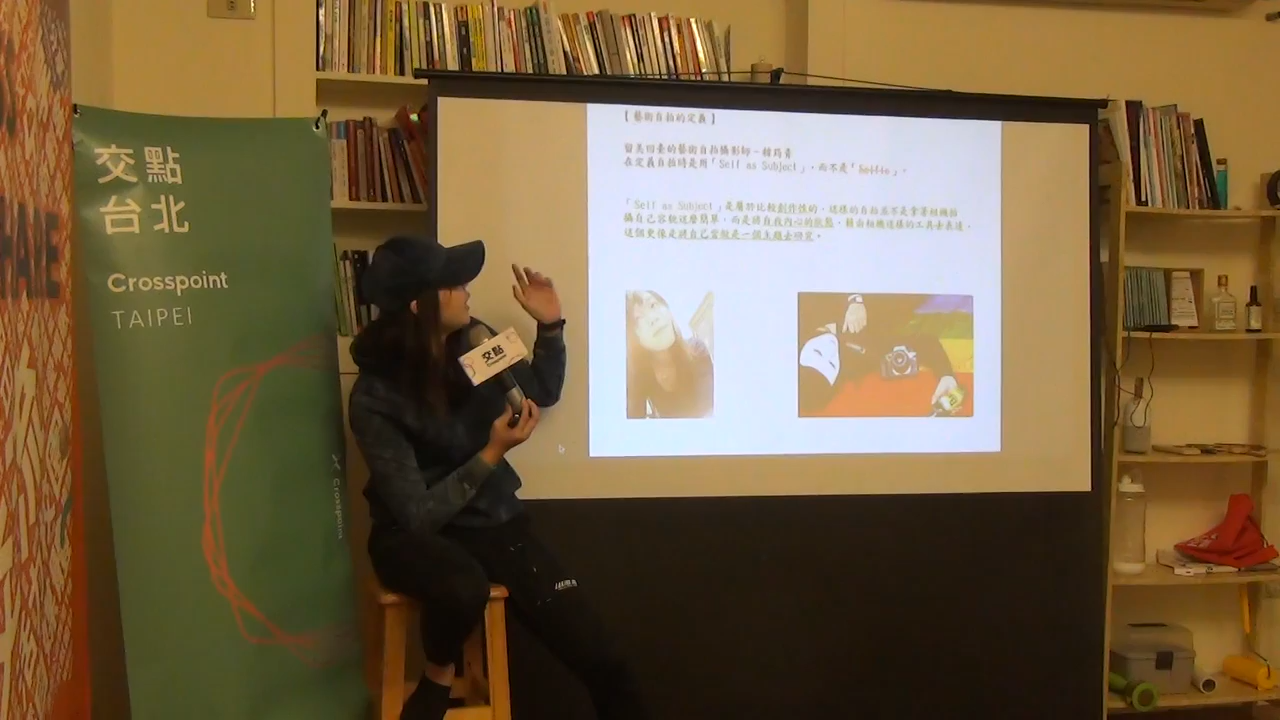 交點
台北
Crosspoint
TAIPEI
Crosspoint
交點
【藝術自拍的定義】
留美回臺的藝術自拍攝影師－韓筠青
在定義自拍時是用「Self as Subject」，而不是「Selfie」。
「Self as Subject」是屬於比較創作性的，這樣的自拍並不是拿著相機拍
攝自己容貌這麼簡單，而是將自我內心的狀態，藉由相機這樣的工具去表達，
這個更像是將自己當做是一個主題去研究。